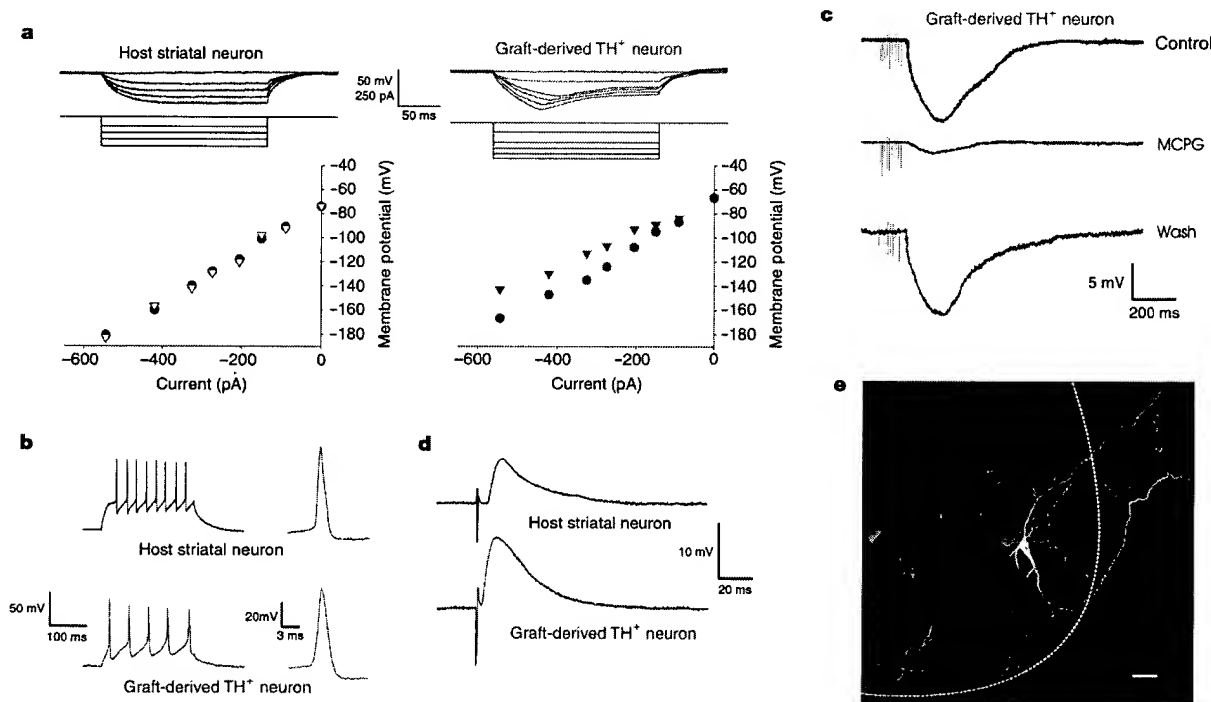 a
Host striatal neuron
Graft-derived TH+ neuron
50 mV
250 pA
50 ms
−40
−60
−80
−100
−120
−140
−160
−180
Membrane potential (mV)
−600
−400
−200
0
Current (pA)
−40
−60
−80
−100
−120
−140
−160
−180
Membrane potential (mV)
−600
−400
−200
0
Current (pA)
b
Host striatal neuron
50 mV
100 ms
20mV
3 ms
Graft-derived TH+ neuron
d
Host striatal neuron
10 mV
20 ms
Graft-derived TH+ neuron
c
Graft-derived TH+ neuron
Control
MCPG
Wash
5 mV
200 ms
e